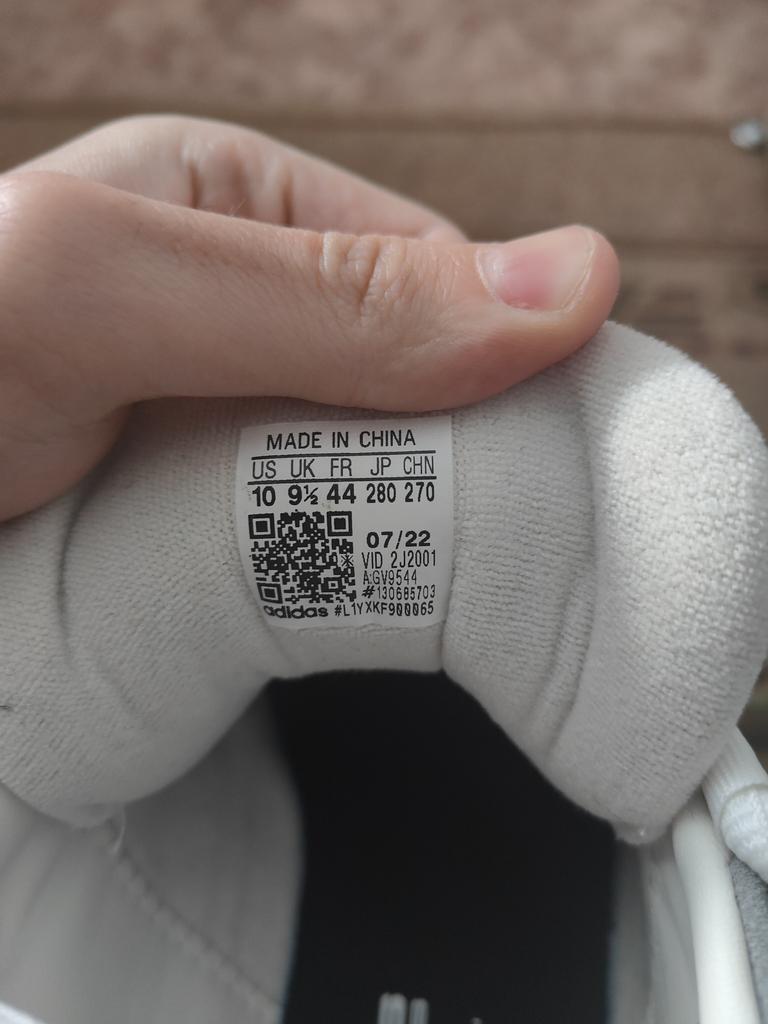 MADE IN CHINA
US UK FR JP CHN
10 9½ 44 280 270
07/22
VID 2J2001
A:GV9544
#130685703
adidas #L1YXKF900065